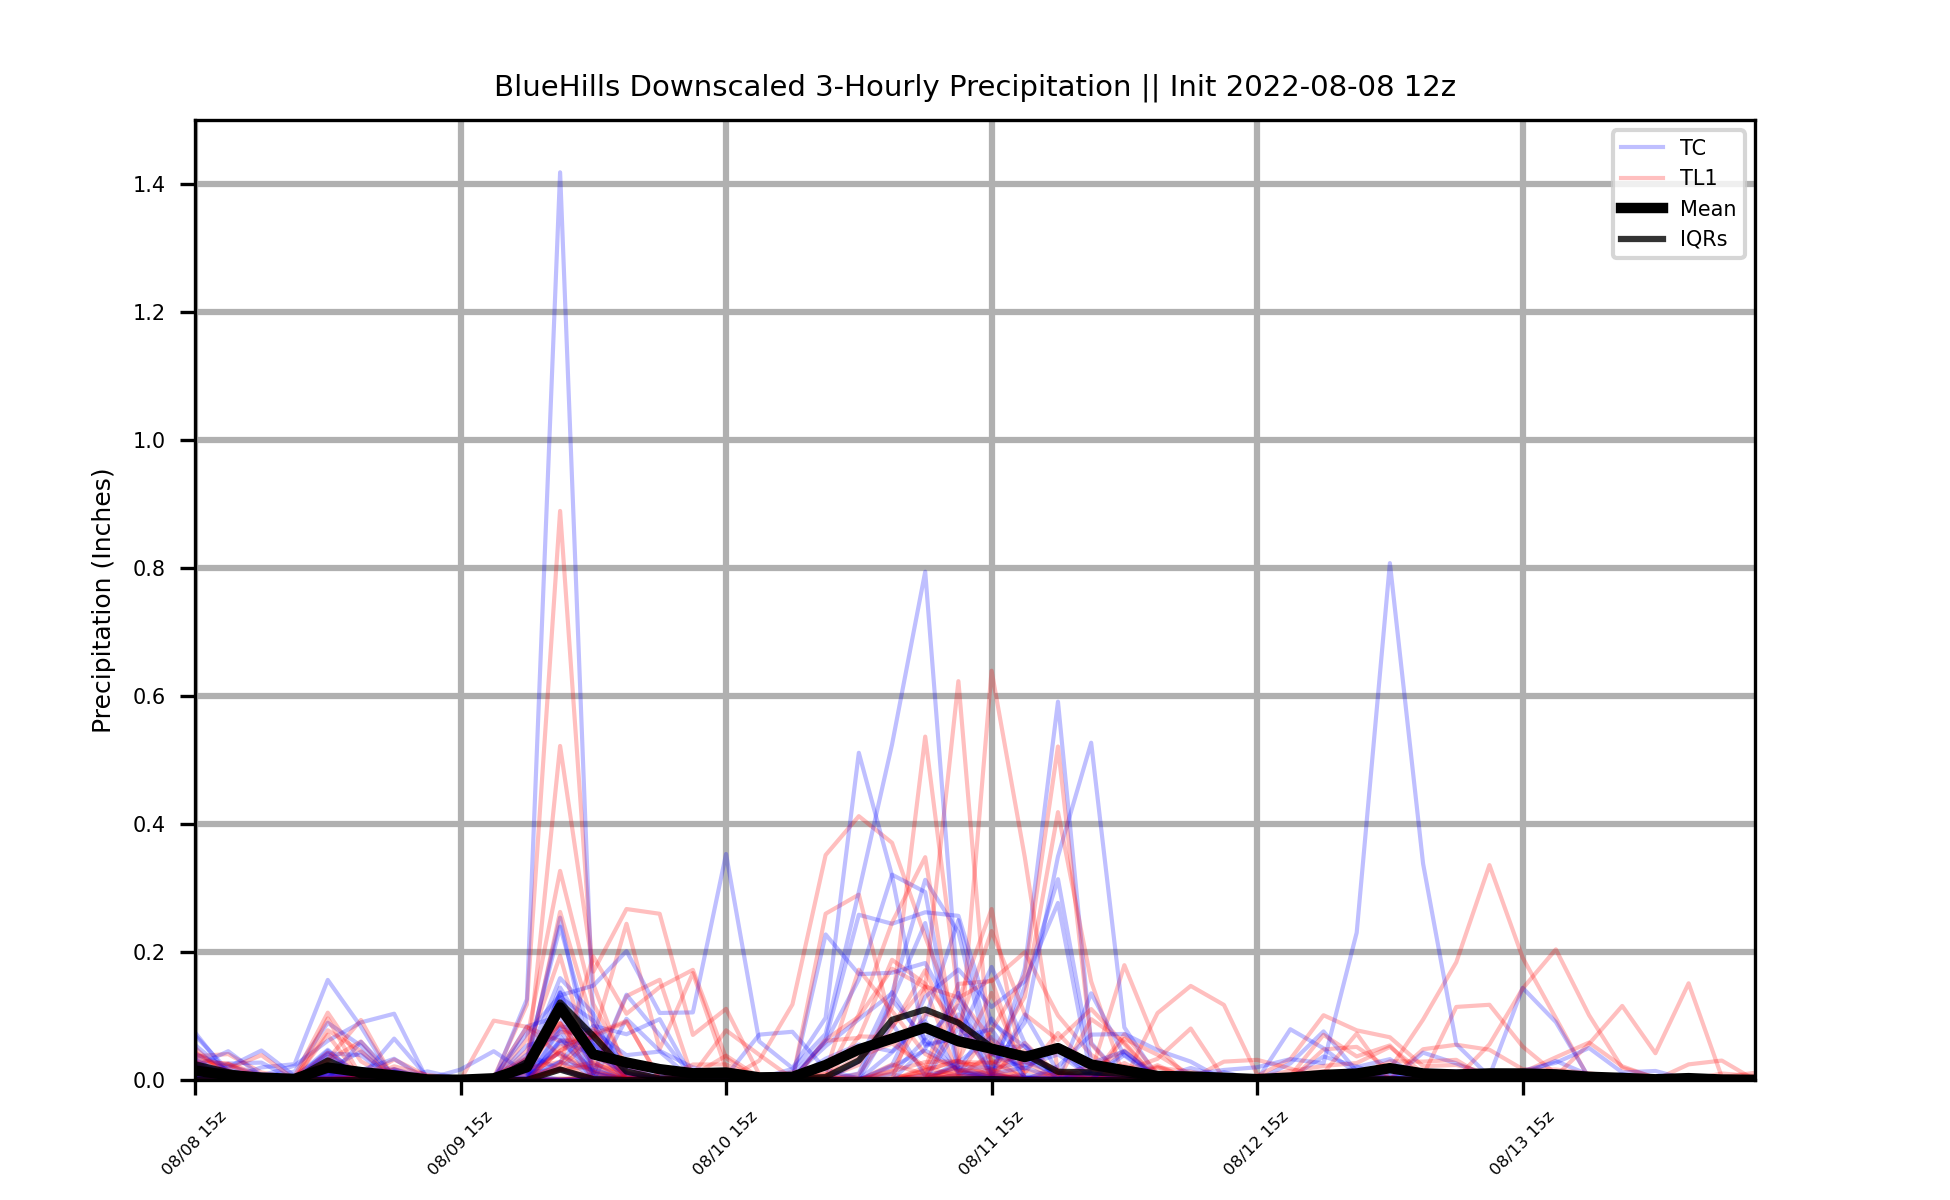 BlueHills Downscaled 3-Hourly Precipitation || Init 2022-08-08 12z
TC
TL1
Mean
IQRs
Precipitation (Inches)
1.4
1.2
1.0
0.8
0.6
0.4
0.2
0.0
08/08 15z
08/09 15z
08/10 15z
08/11 15z
08/12 15z
08/13 15z